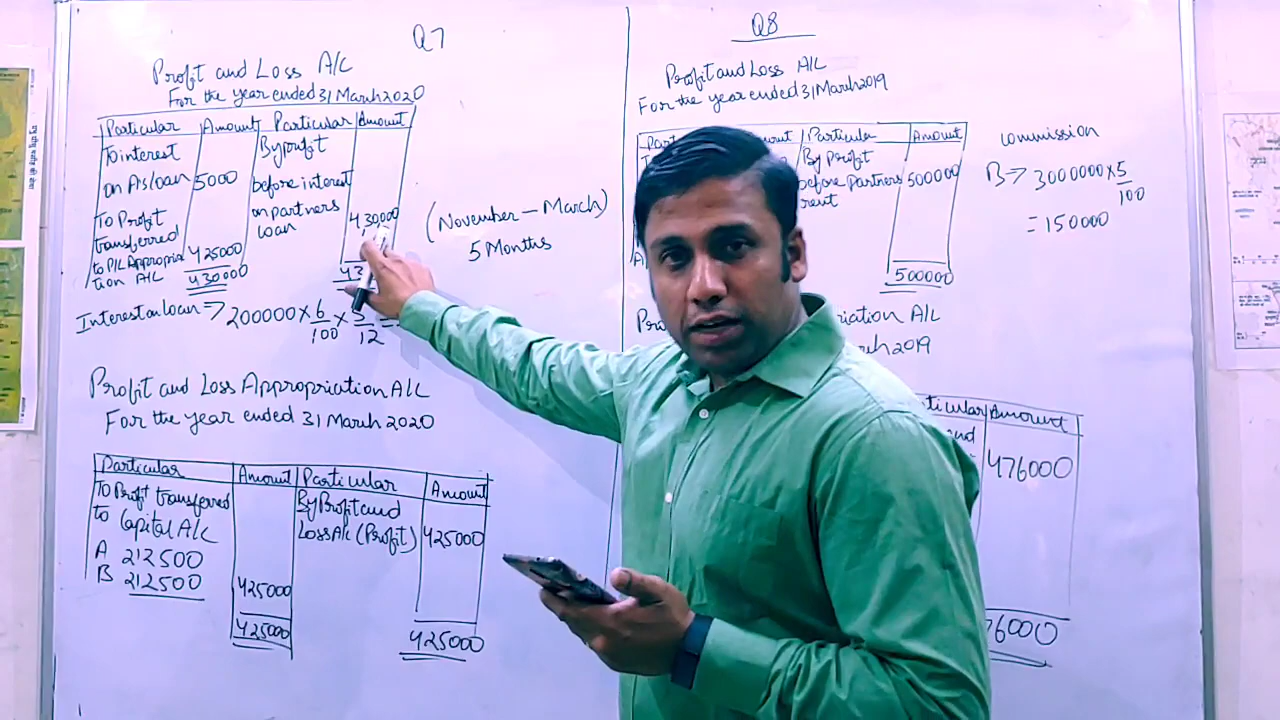 Q7
Profit and Loss A/C
For the year ended 31 March 2020
Particular Amount Particular Amount
To interest
on A's loan 5000
By profit
before interest
on partners
loan 430000
To Profit
transferred
to P/L Appropria
tion A/C 425000
430000
43
(November - March)
5 Months
Interest on loan => 200000 × 6/100 × 5/12 =
Profit and Loss Appropriation A/C
For the year ended 31 March 2020
Particular Amount Particular Amount
To Profit transferred
to Capital A/C
A 212500
B 212500
425000
By Profit and
Loss A/c (Profit) 425000
425000 425000
Q8
Profit and Loss A/C
For the year ended 31 March 2019
Particular Amount
By Profit
before partners 500000
rent
500000
commission
B => 3000000 × 5/100
= 150000
iation A/C
ch 2019
ticular Amount
and
476000
76000